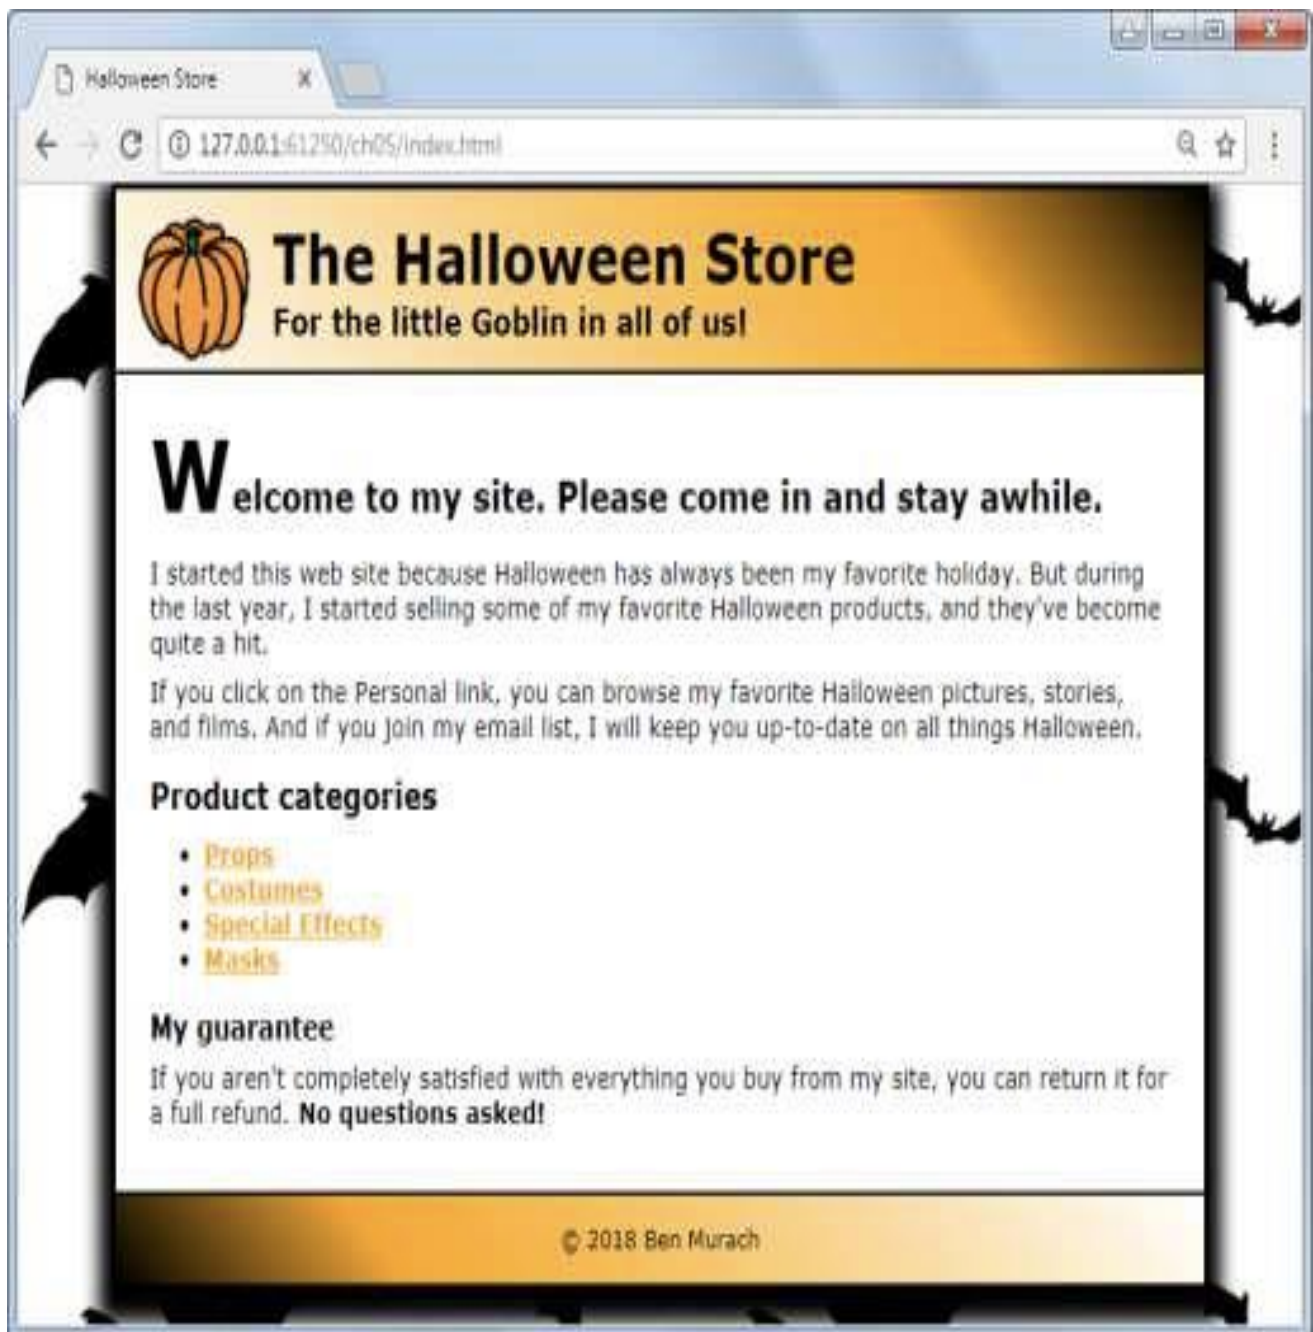 Halloween Store
127.0.0.1:61250/ch05/index.html
The Halloween Store
For the little Goblin in all of us!
Welcome to my site. Please come in and stay awhile.
I started this web site because Halloween has always been my favorite holiday. But during
the last year, I started selling some of my favorite Halloween products, and they've become
quite a hit.
If you click on the Personal link, you can browse my favorite Halloween pictures, stories,
and films. And if you join my email list, I will keep you up-to-date on all things Halloween.
Product categories
• Props
• Costumes
• Special Effects
• Masks
My guarantee
If you aren't completely satisfied with everything you buy from my site, you can return it for
a full refund. No questions asked!
© 2018 Ben Murach